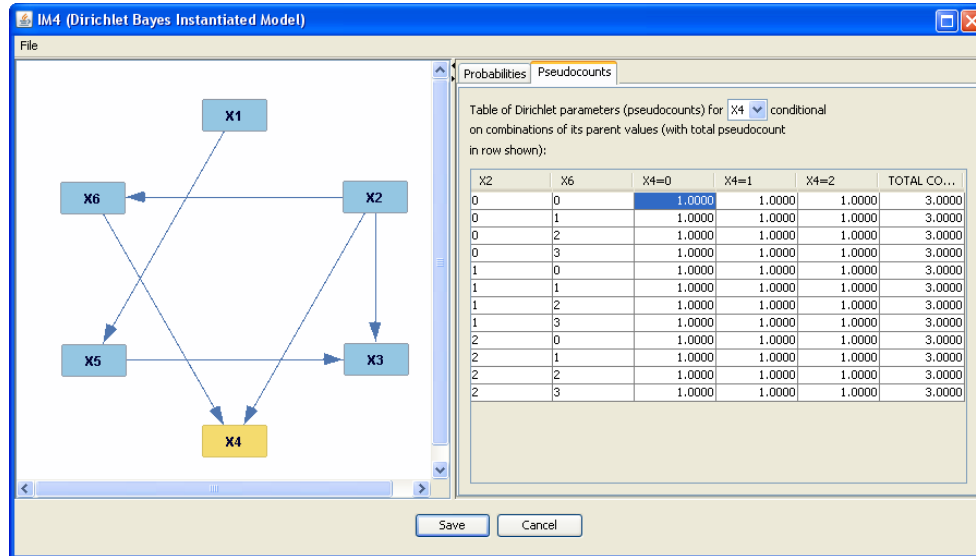 IM4 (Dirichlet Bayes Instantiated Model)
File
X1
X6
X2
X5
X3
X4
Probabilities Pseudocounts
Table of Dirichlet parameters (pseudocounts) for X4 conditional
on combinations of its parent values (with total pseudocount
in row shown):
X2 X6 X4=0 X4=1 X4=2 TOTAL CO...
0 0 1.0000 1.0000 1.0000 3.0000
0 1 1.0000 1.0000 1.0000 3.0000
0 2 1.0000 1.0000 1.0000 3.0000
0 3 1.0000 1.0000 1.0000 3.0000
1 0 1.0000 1.0000 1.0000 3.0000
1 1 1.0000 1.0000 1.0000 3.0000
1 2 1.0000 1.0000 1.0000 3.0000
1 3 1.0000 1.0000 1.0000 3.0000
2 0 1.0000 1.0000 1.0000 3.0000
2 1 1.0000 1.0000 1.0000 3.0000
2 2 1.0000 1.0000 1.0000 3.0000
2 3 1.0000 1.0000 1.0000 3.0000
Save Cancel